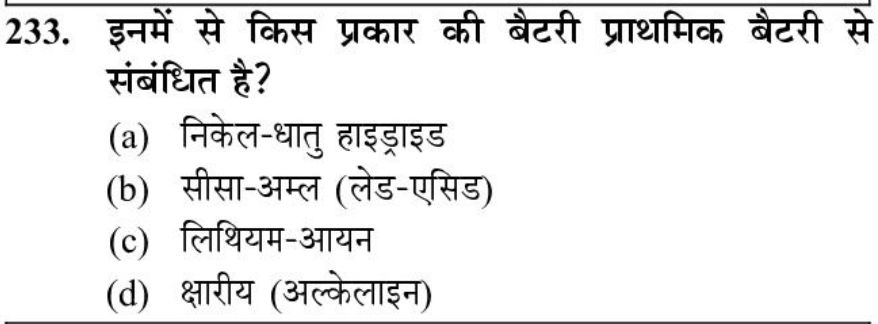 233. इनमें से किस प्रकार की बैटरी प्राथमिक बैटरी से
संबंधित है?
(a) निकेल-धातु हाइड्राइड
(b) सीसा-अम्ल (लेड-एसिड)
(c) लिथियम-आयन
(d) क्षारीय (अल्केलाइन)